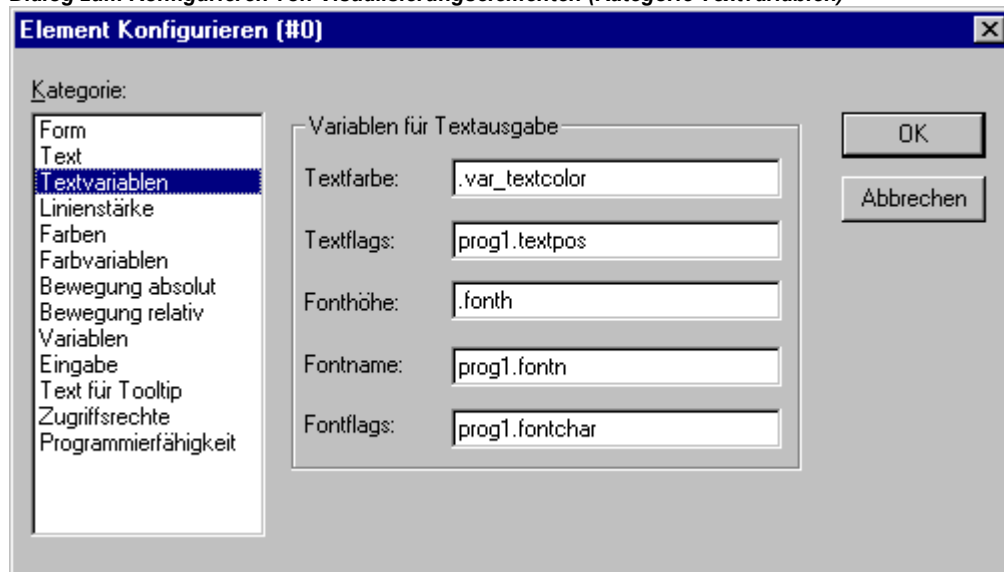 Dialog zum Konfigurieren von Visualisierungselementen (Kategorie Textvariablen)
Element Konfigurieren (#0)
Kategorie:
Form
Text
Textvariablen
Linienstärke
Farben
Farbvariablen
Bewegung absolut
Bewegung relativ
Variablen
Eingabe
Text für Tooltip
Zugriffsrechte
Programmierfähigkeit
Variablen für Textausgabe
Textfarbe: .var_textcolor
Textflags: prog1.textpos
Fonthöhe: .fonth
Fontname: prog1.fontn
Fontflags: prog1.fontchar
OK
Abbrechen